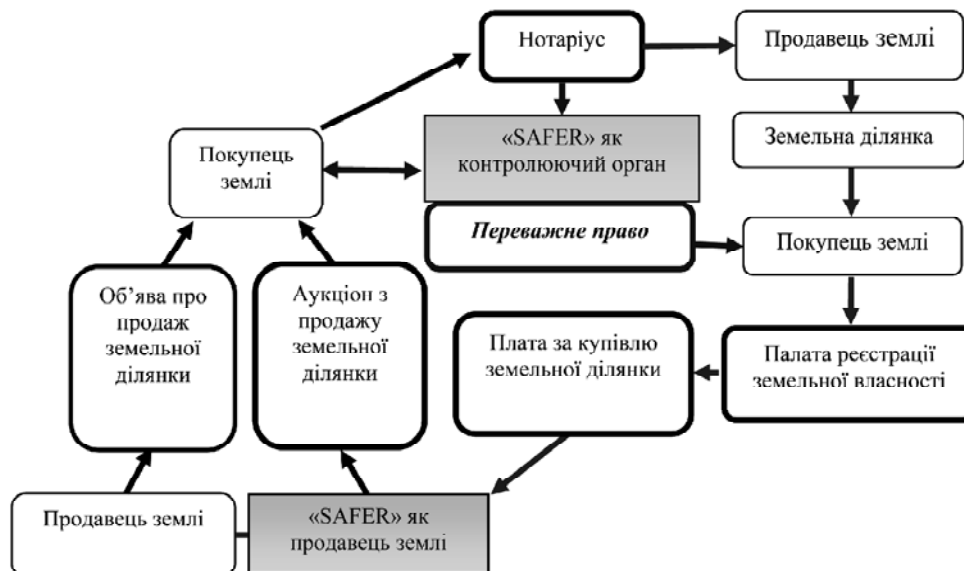 Нотаріус
Продавець землі
«SAFER» як
контролюючий орган
Земельна ділянка
Покупець
землі
Переважне право
Покупець землі
Об’ява про
продаж
земельної
ділянки
Аукціон з
продажу
земельної
ділянки
Плата за купівлю
земельної ділянки
Палата реєстрації
земельної власності
Продавець землі
«SAFER» як
продавець землі